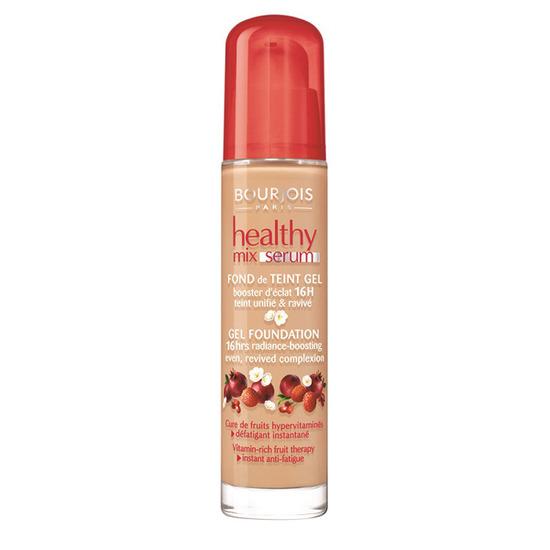 BOURJOIS
PARIS
healthy
mix serum
FOND de TEINT GEL
booster d'éclat 16H
teint unifié & ravivé
GEL FOUNDATION
16hrs radiance-boosting
even, revived complexion
Cure de fruits hypervitaminés
▶ défatigant instantané
Vitamin-rich fruit therapy
▶ instant anti-fatigue